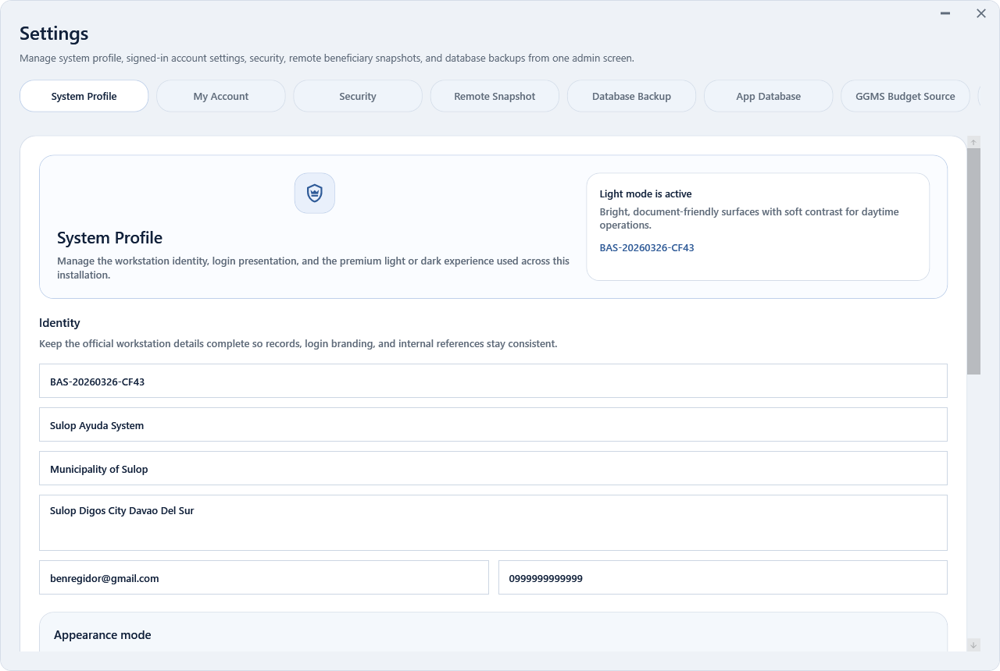 Settings
Manage system profile, signed-in account settings, security, remote beneficiary snapshots, and database backups from one admin screen.
System Profile
My Account
Security
Remote Snapshot
Database Backup
App Database
GGMS Budget Source
System Profile
Manage the workstation identity, login presentation, and the premium light or dark experience used across this
installation.
Light mode is active
Bright, document-friendly surfaces with soft contrast for daytime
operations.
BAS-20260326-CF43
Identity
Keep the official workstation details complete so records, login branding, and internal references stay consistent.
BAS-20260326-CF43
Sulop Ayuda System
Municipality of Sulop
Sulop Digos City Davao Del Sur
benregidor@gmail.com
0999999999999
Appearance mode